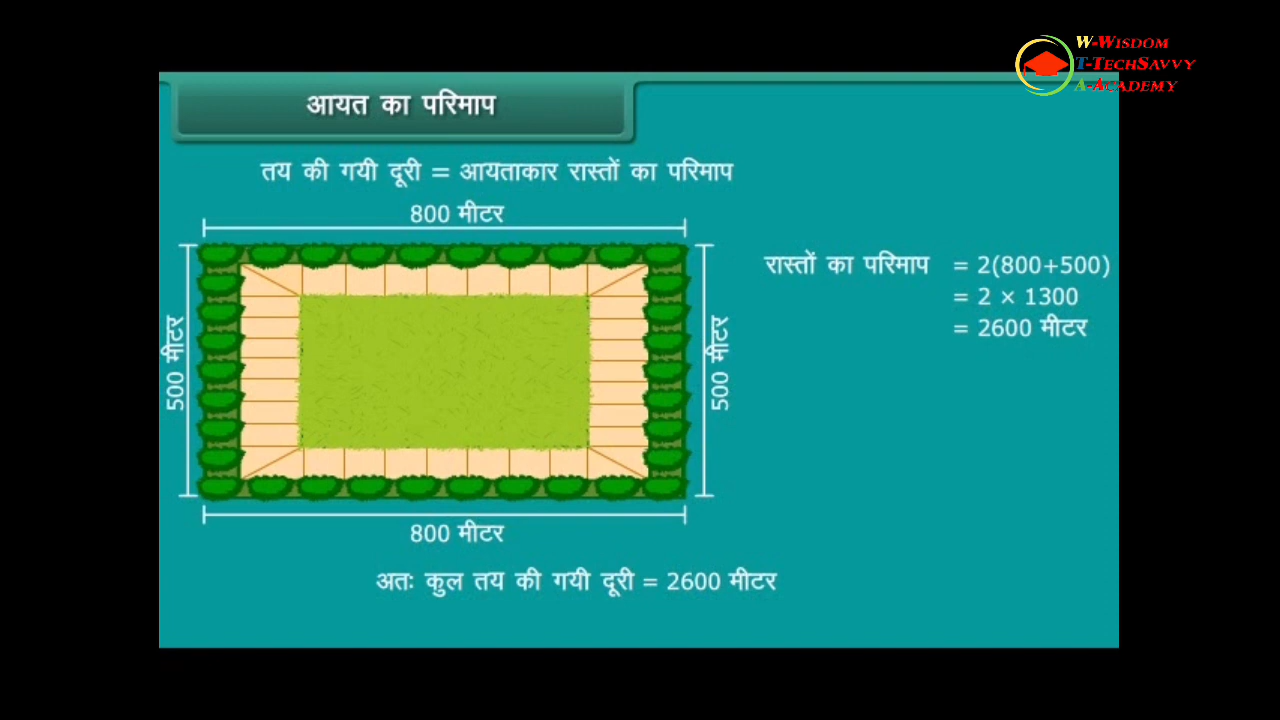 W-WISDOM
T-TECHSAVVY
A-ACADEMY
आयत का परिमाप
तय की गयी दूरी = आयताकार रास्तों का परिमाप
800 मीटर
500 मीटर
500 मीटर
800 मीटर
रास्तों का परिमाप = 2(800+500)
= 2 × 1300
= 2600 मीटर
अतः कुल तय की गयी दूरी = 2600 मीटर